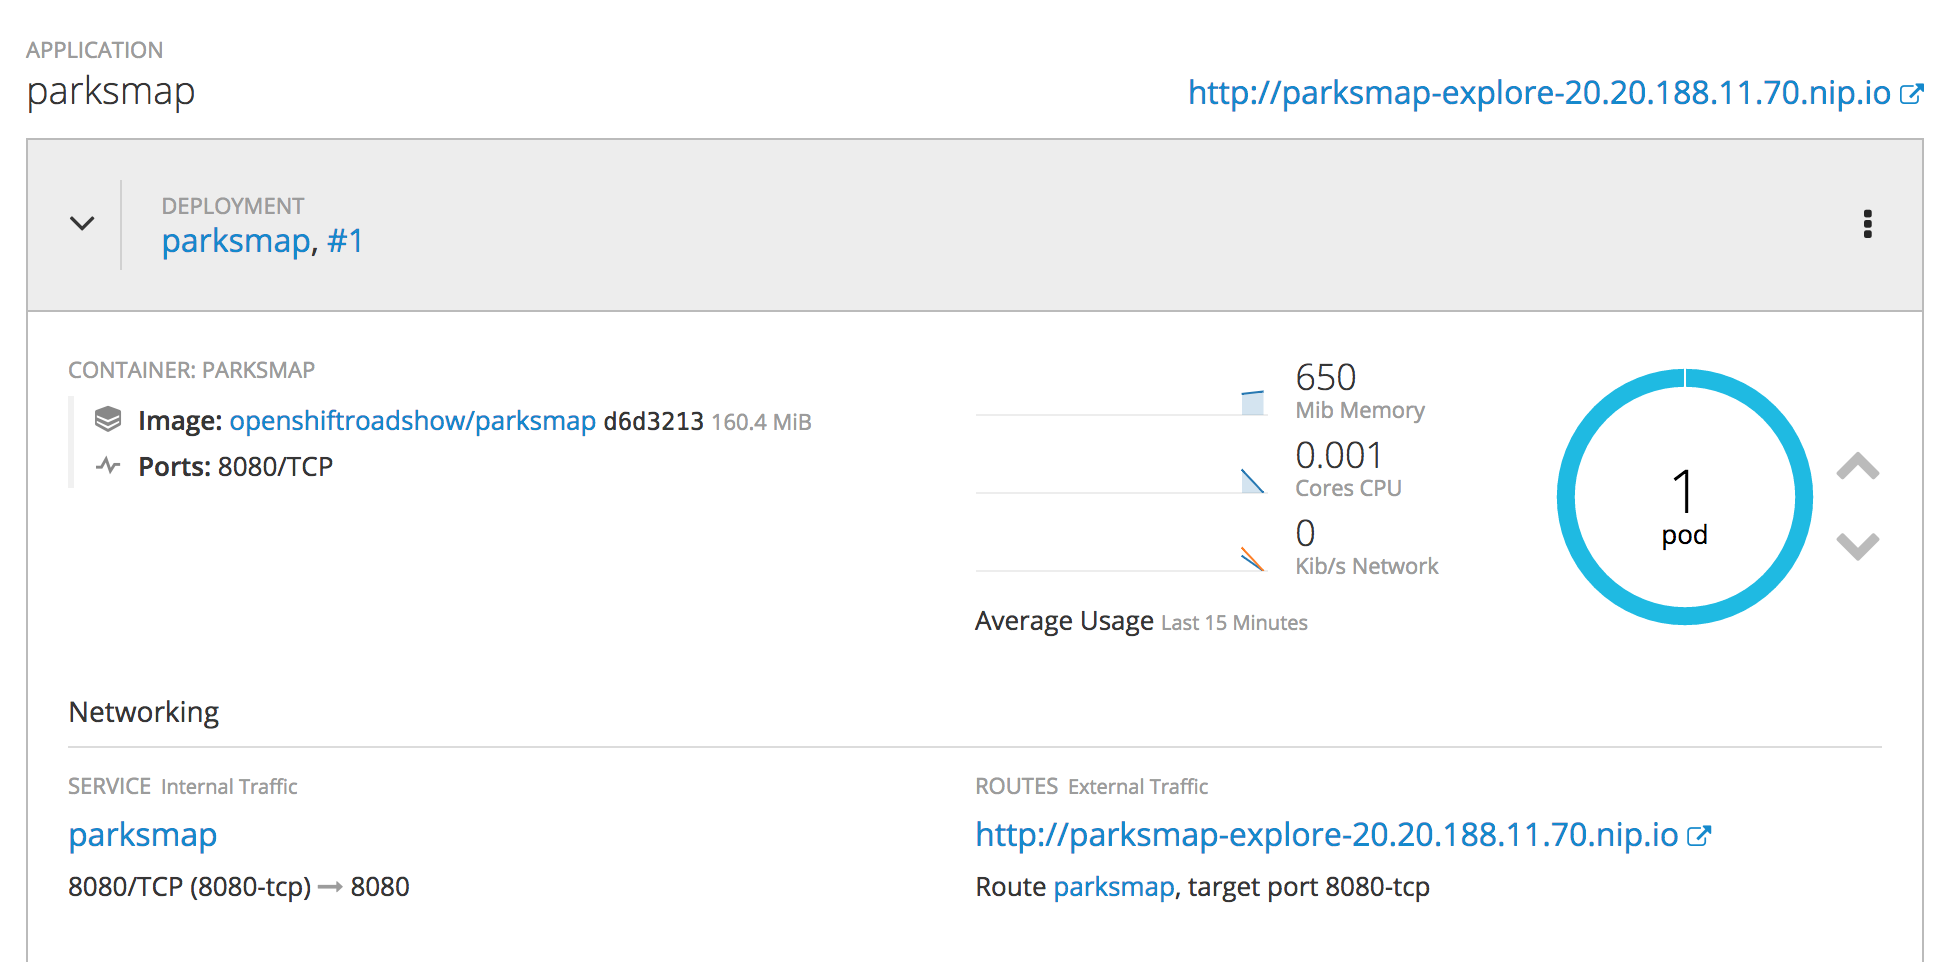 APPLICATION
parksmap
http://parksmap-explore-20.20.188.11.70.nip.io
DEPLOYMENT
parksmap, #1
CONTAINER: PARKSMAP
Image: openshiftroadshow/parksmap d6d3213 160.4 MiB
Ports: 8080/TCP
650
Mib Memory
0.001
Cores CPU
0
Kib/s Network
Average Usage Last 15 Minutes
1
pod
Networking
SERVICE Internal Traffic
parksmap
8080/TCP (8080-tcp) → 8080
ROUTES External Traffic
http://parksmap-explore-20.20.188.11.70.nip.io
Route parksmap, target port 8080-tcp